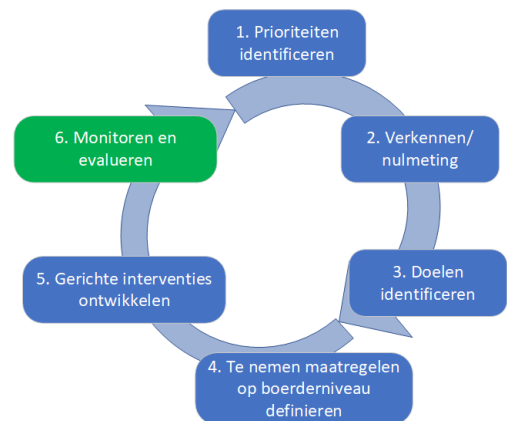 1. Prioriteiten
identificeren
2. Verkennen/
nulmeting
3. Doelen
identificeren
4. Te nemen maatregelen
op boerderniveau
definieren
5. Gerichte interventies
ontwikkelen
6. Monitoren en
evalueren